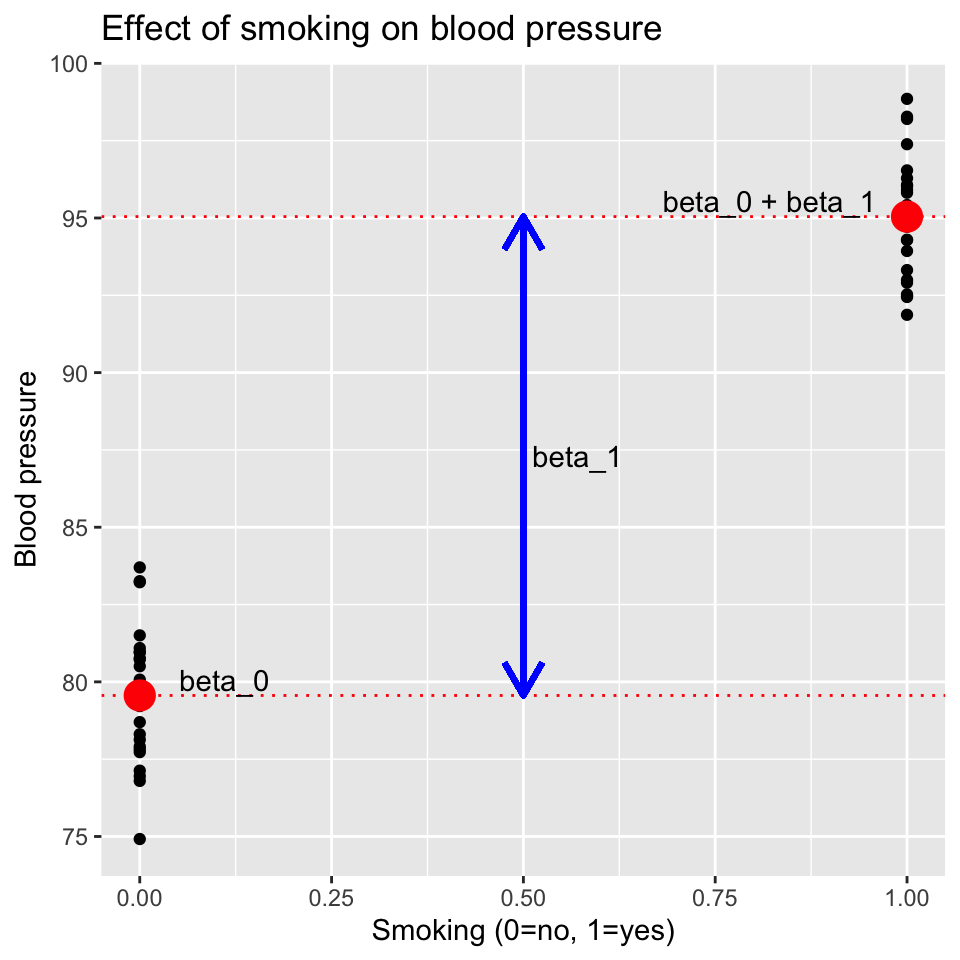 Effect of smoking on blood pressure
100
95
90
85
80
75
Blood pressure
beta_0 + beta_1
beta_1
beta_0
0.00 0.25 0.50 0.75 1.00
Smoking (0=no, 1=yes)